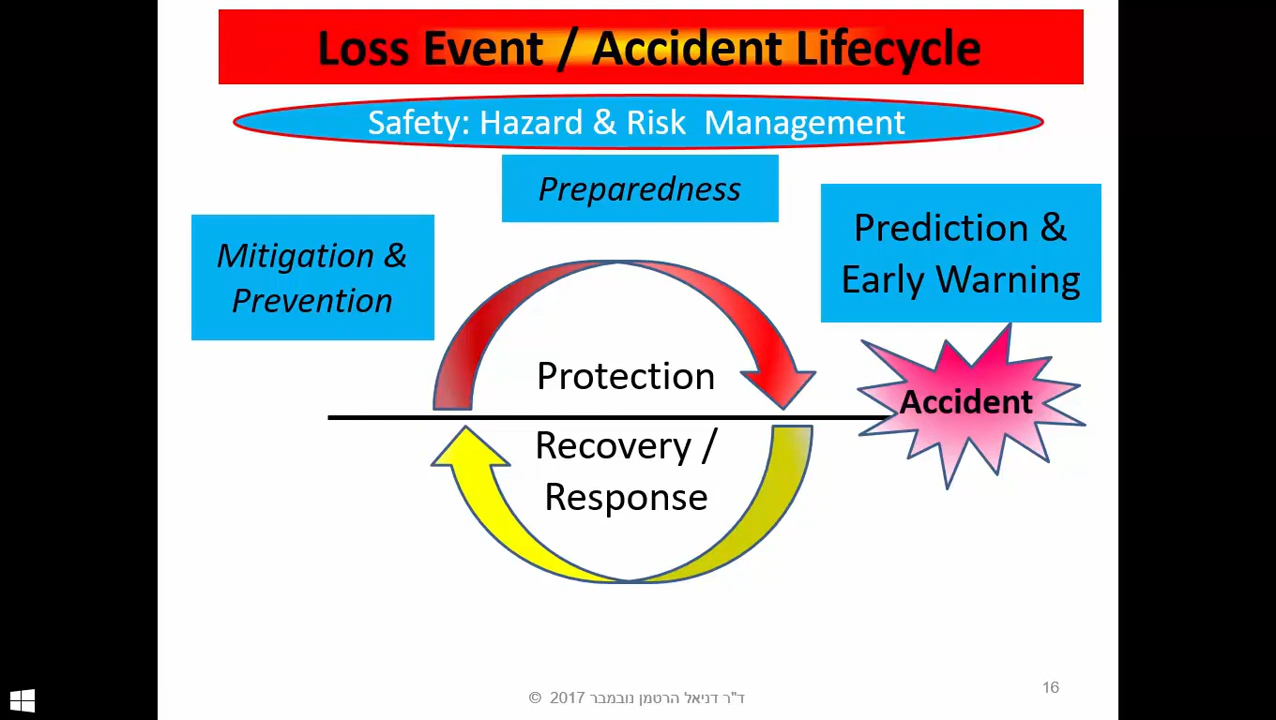 Loss Event / Accident Lifecycle
Safety: Hazard & Risk Management
Preparedness
Mitigation &
Prevention
Prediction &
Early Warning
Protection
Accident
Recovery /
Response
ד"ר דניאל הרטמן נובמבר 2017 ©
16